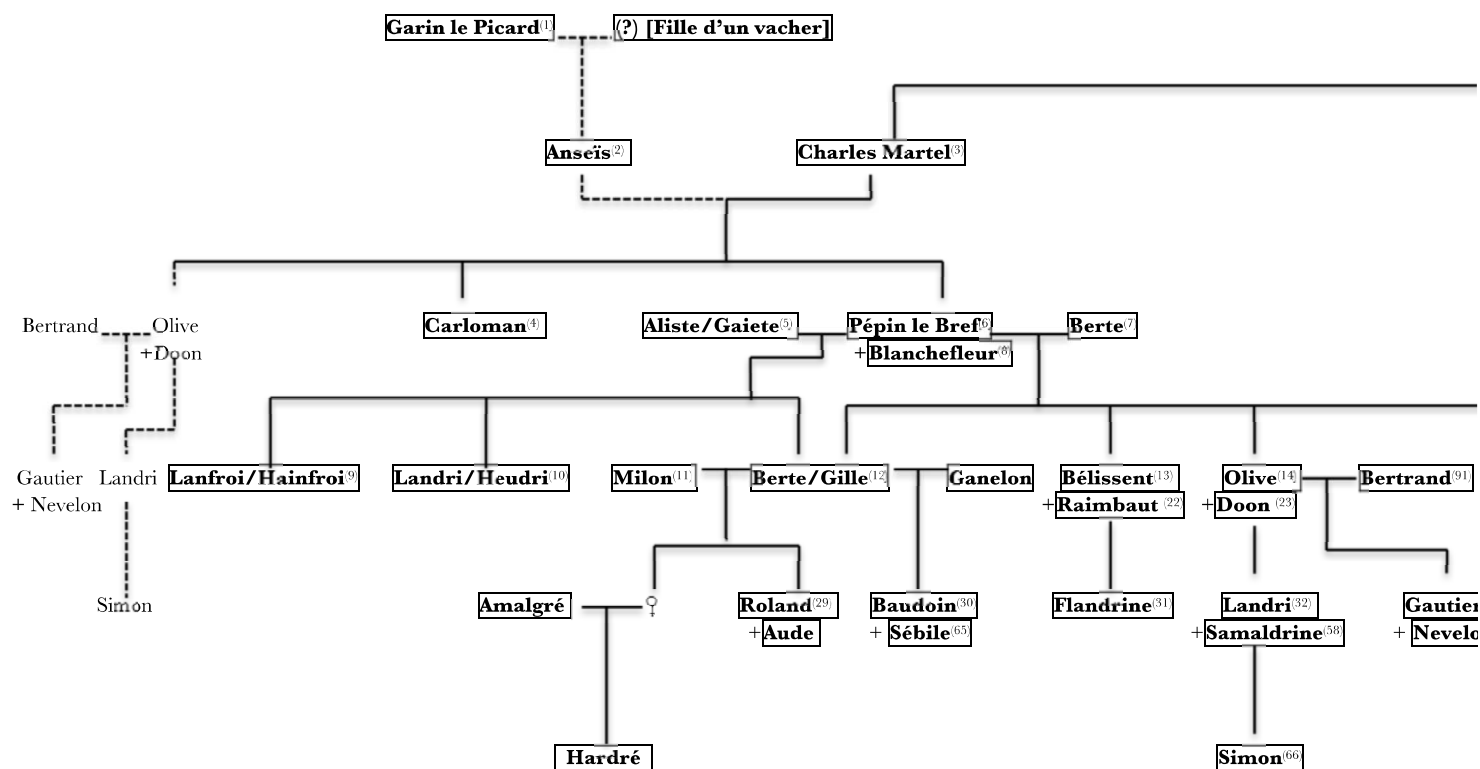 Garin le Picard(1) (?) [Fille d'un vacher]
Anseïs(2) Charles Martel(3)
Bertrand Olive Carloman(4) Aliste/Gaiete(5) Pépin le Bref(6) Berte(7)
+Doon +Blanchefleur(8)
Gautier Landri Lanfroi/Hainfroi(9) Landri/Heudri(10) Milon(11) Berte/Gille(12) Ganelon Bélissent(13) Olive(14) Bertrand(91)
+ Nevelon +Raimbaut (22) +Doon (23)
Simon Amalgré ♀ Roland(29) Baudoin(30) Flandrine(31) Landri(32) Gautier
+Aude + Sébile(65) +Samaldrine(58) + Nevelo
Hardré Simon(66)